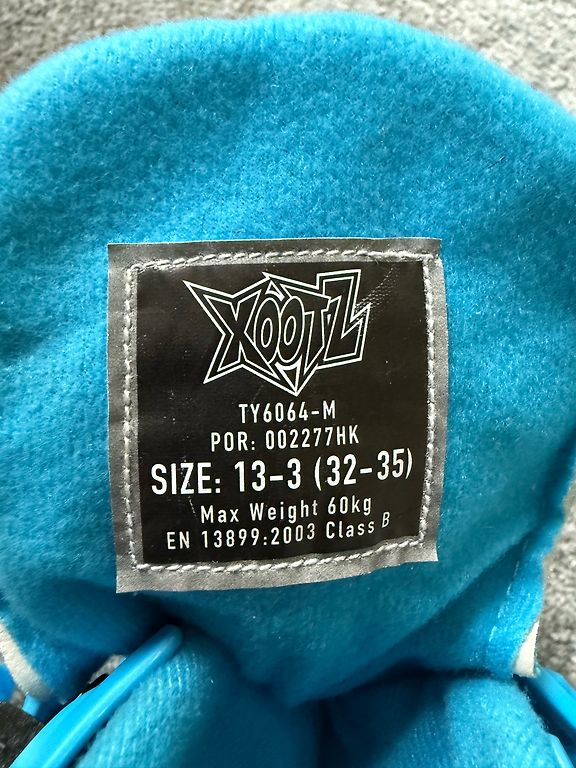 XOOTZ
TY6064-M
POR: 002277HK
SIZE: 13-3 (32-35)
Max Weight 60kg
EN 13899:2003 Class B